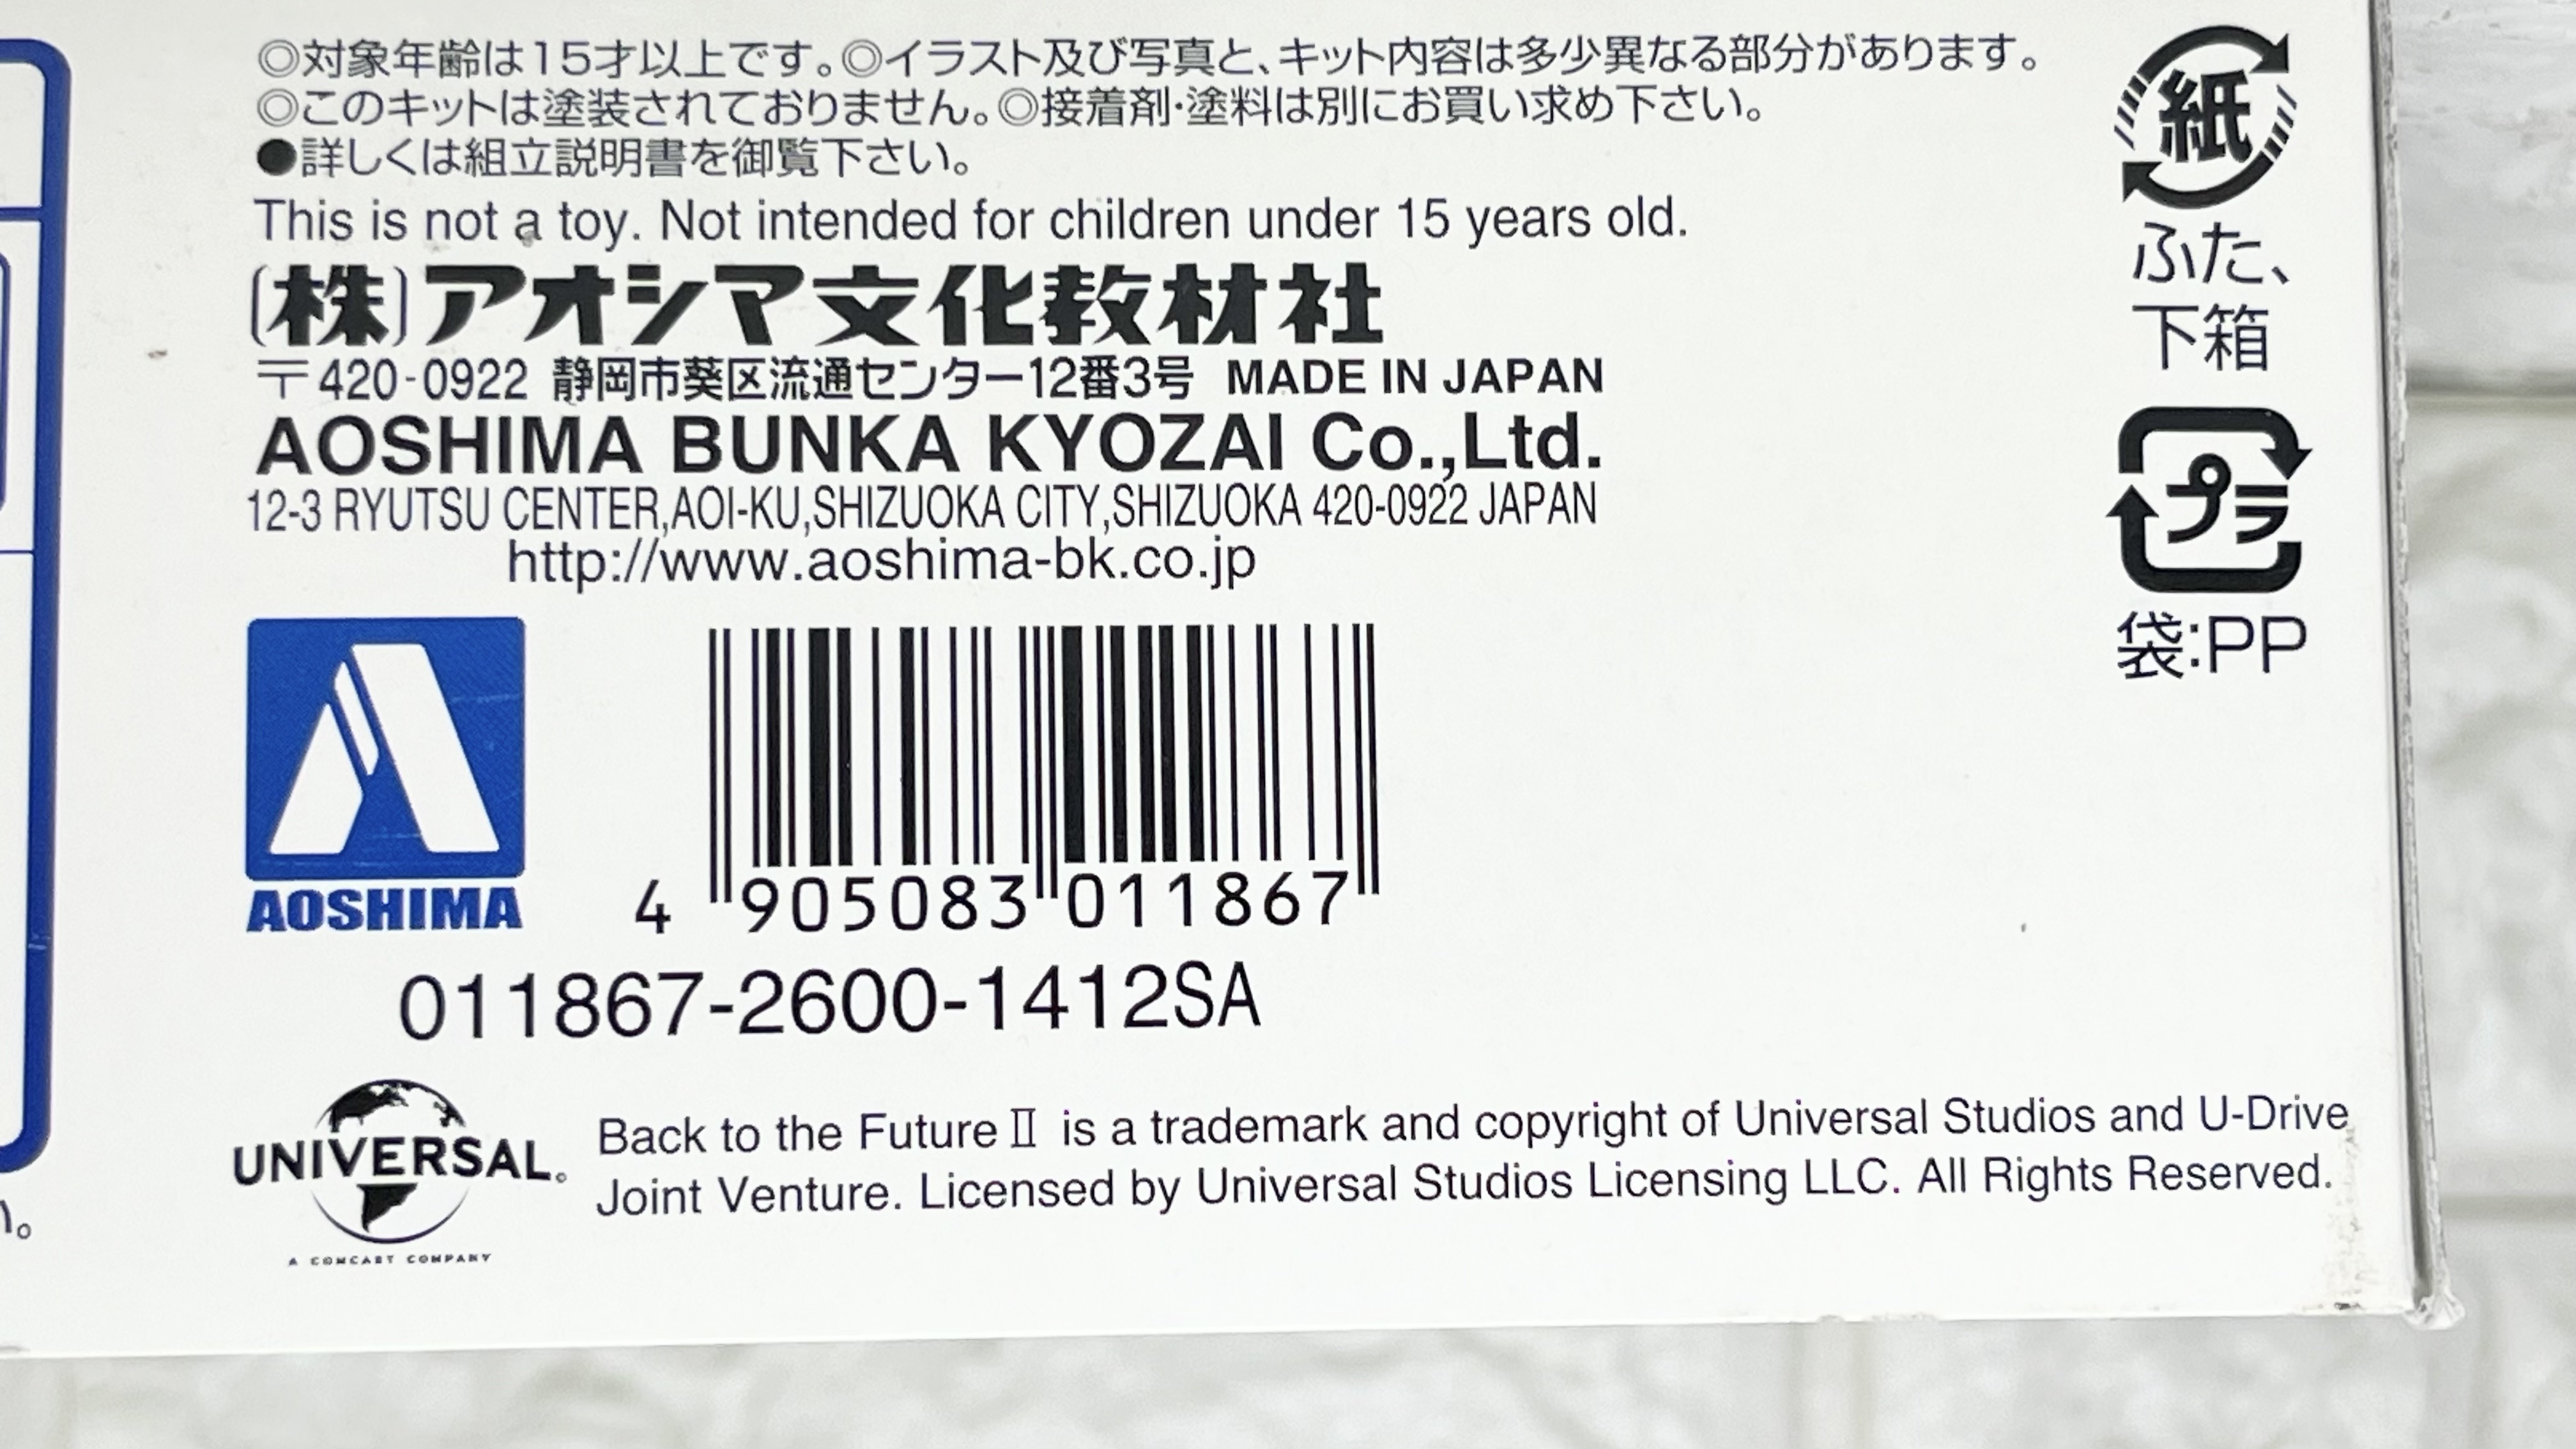 ◎対象年齢は15才以上です。◎イラスト及び写真と、キット内容は多少異なる部分があります。
◎このキットは塗装されておりません。◎接着剤・塗料は別にお買い求め下さい。
●詳しくは組立説明書を御覧下さい。
This is not a toy. Not intended for children under 15 years old.
(株)アオシマ文化教材社
〒420-0922 静岡市葵区流通センター12番3号 MADE IN JAPAN
AOSHIMA BUNKA KYOZAI Co.,Ltd.
12-3 RYUTSU CENTER,AOI-KU,SHIZUOKA CITY,SHIZUOKA 420-0922 JAPAN
http://www.aoshima-bk.co.jp
紙
ふた、
下箱
プラ
袋:PP
AOSHIMA
4 905083 011867
011867-2600-1412SA
UNIVERSAL
A COMCAST COMPANY
Back to the Future Ⅱ is a trademark and copyright of Universal Studios and U-Drive
Joint Venture. Licensed by Universal Studios Licensing LLC. All Rights Reserved.